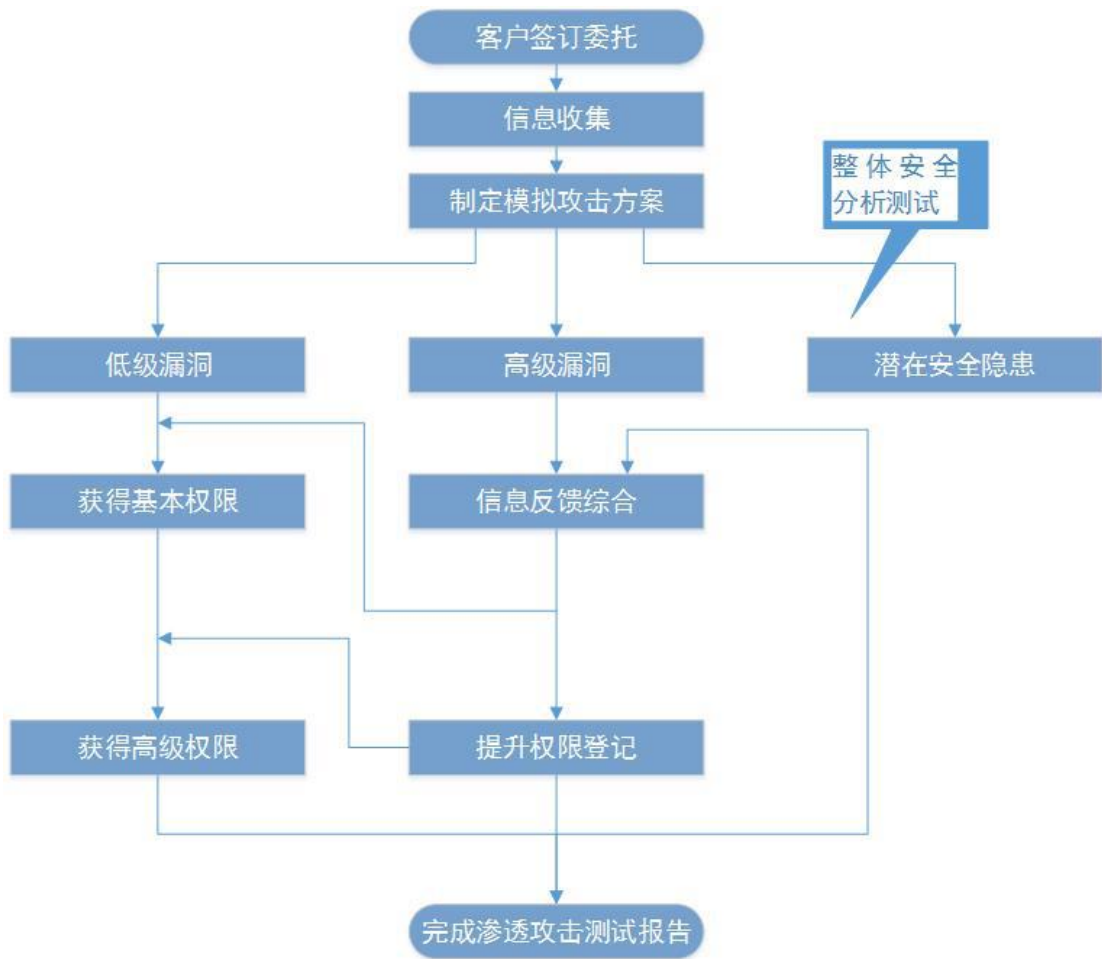 客户签订委托
信息收集
制定模拟攻击方案
整体安全
分析测试
低级漏洞
高级漏洞
潜在安全隐患
获得基本权限
信息反馈综合
获得高级权限
提升权限登记
完成渗透攻击测试报告